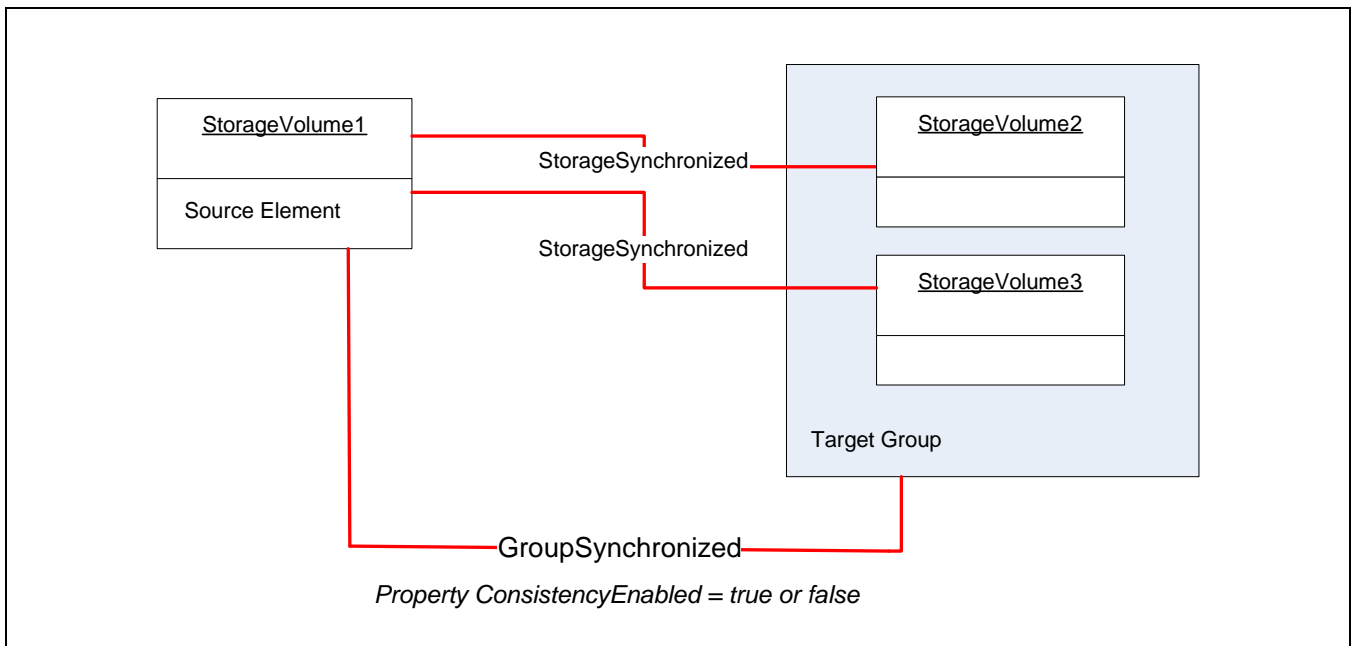 StorageVolume1
Source Element
StorageSynchronized
StorageSynchronized
StorageVolume2
StorageVolume3
Target Group
GroupSynchronized
Property ConsistencyEnabled = true or false